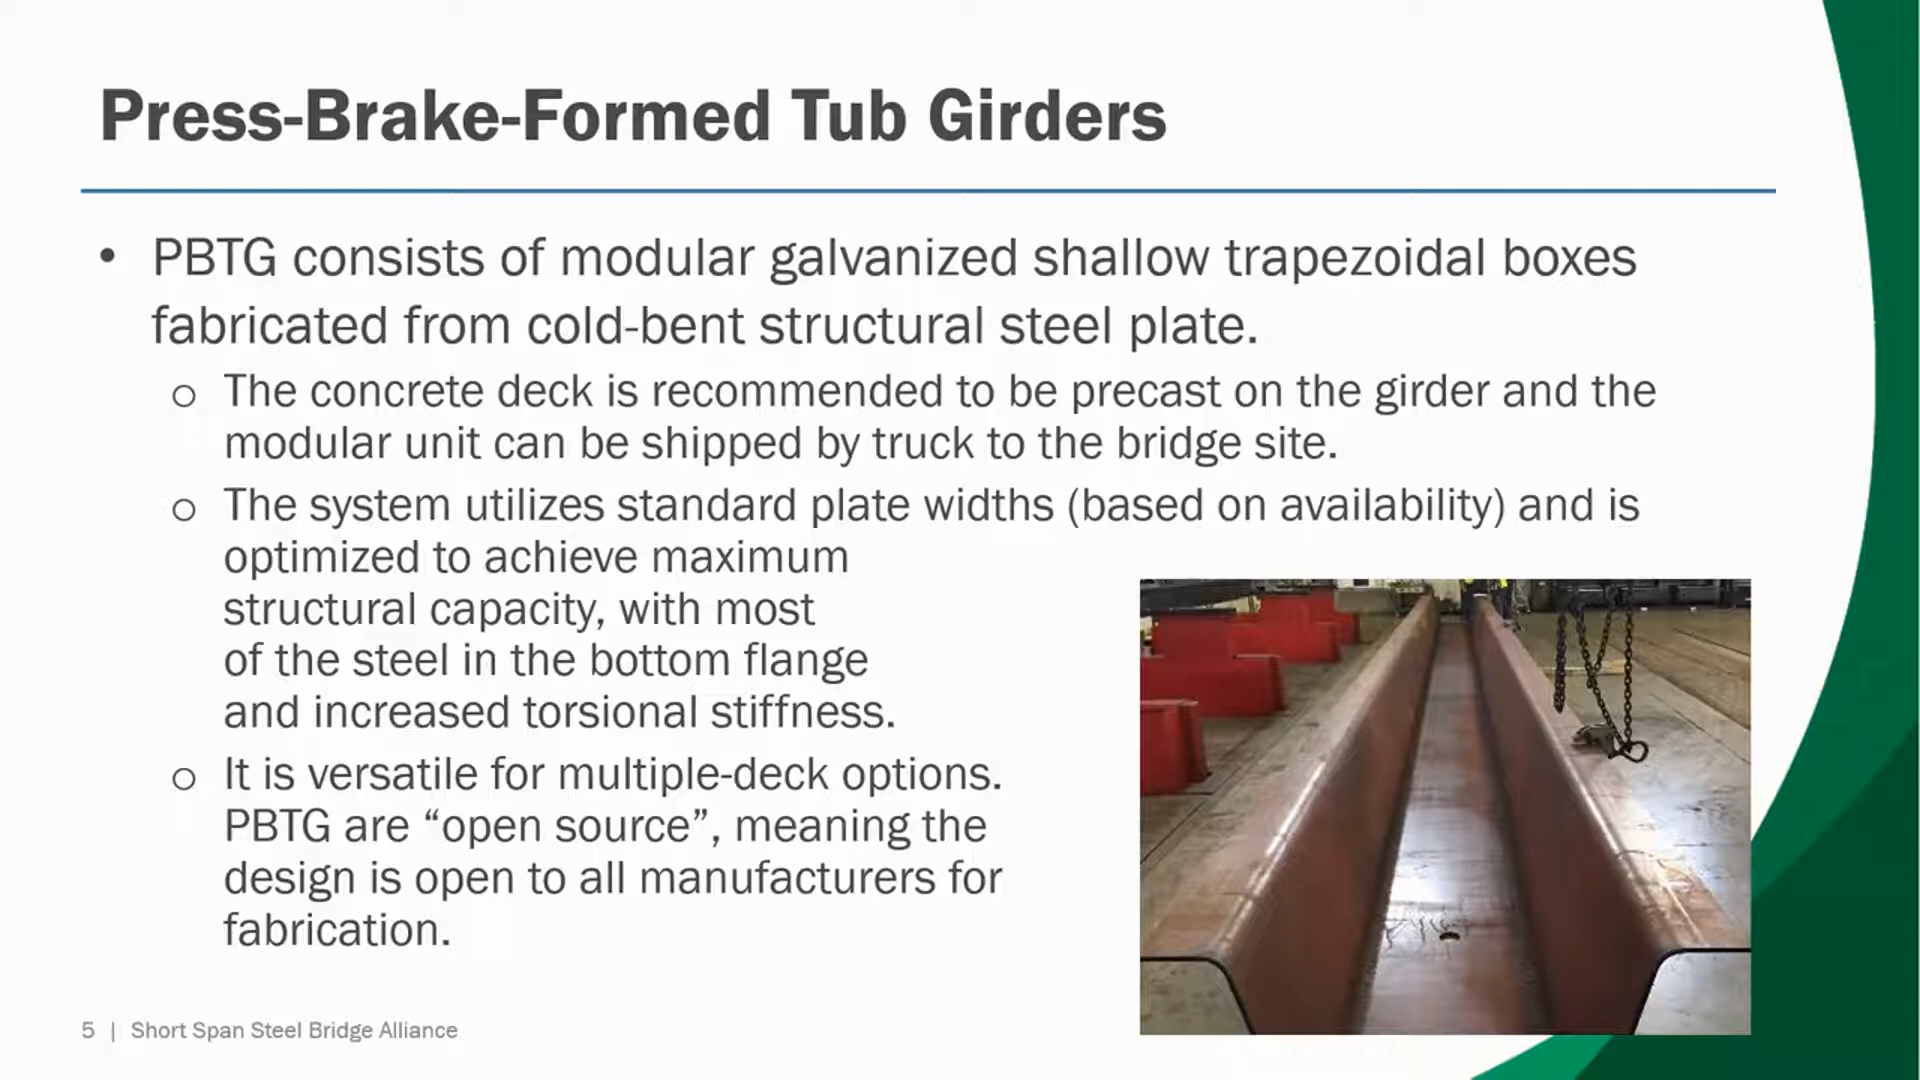 Press-Brake-Formed Tub Girders
• PBTG consists of modular galvanized shallow trapezoidal boxes
fabricated from cold-bent structural steel plate.
o The concrete deck is recommended to be precast on the girder and the
modular unit can be shipped by truck to the bridge site.
o The system utilizes standard plate widths (based on availability) and is
optimized to achieve maximum
structural capacity, with most
of the steel in the bottom flange
and increased torsional stiffness.
o It is versatile for multiple-deck options.
PBTG are “open source”, meaning the
design is open to all manufacturers for
fabrication.
5 | Short Span Steel Bridge Alliance